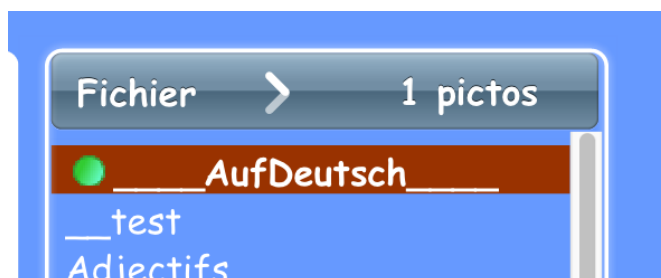 Fichier 1 pictos
____AufDeutsch____
__test
Adjectifs